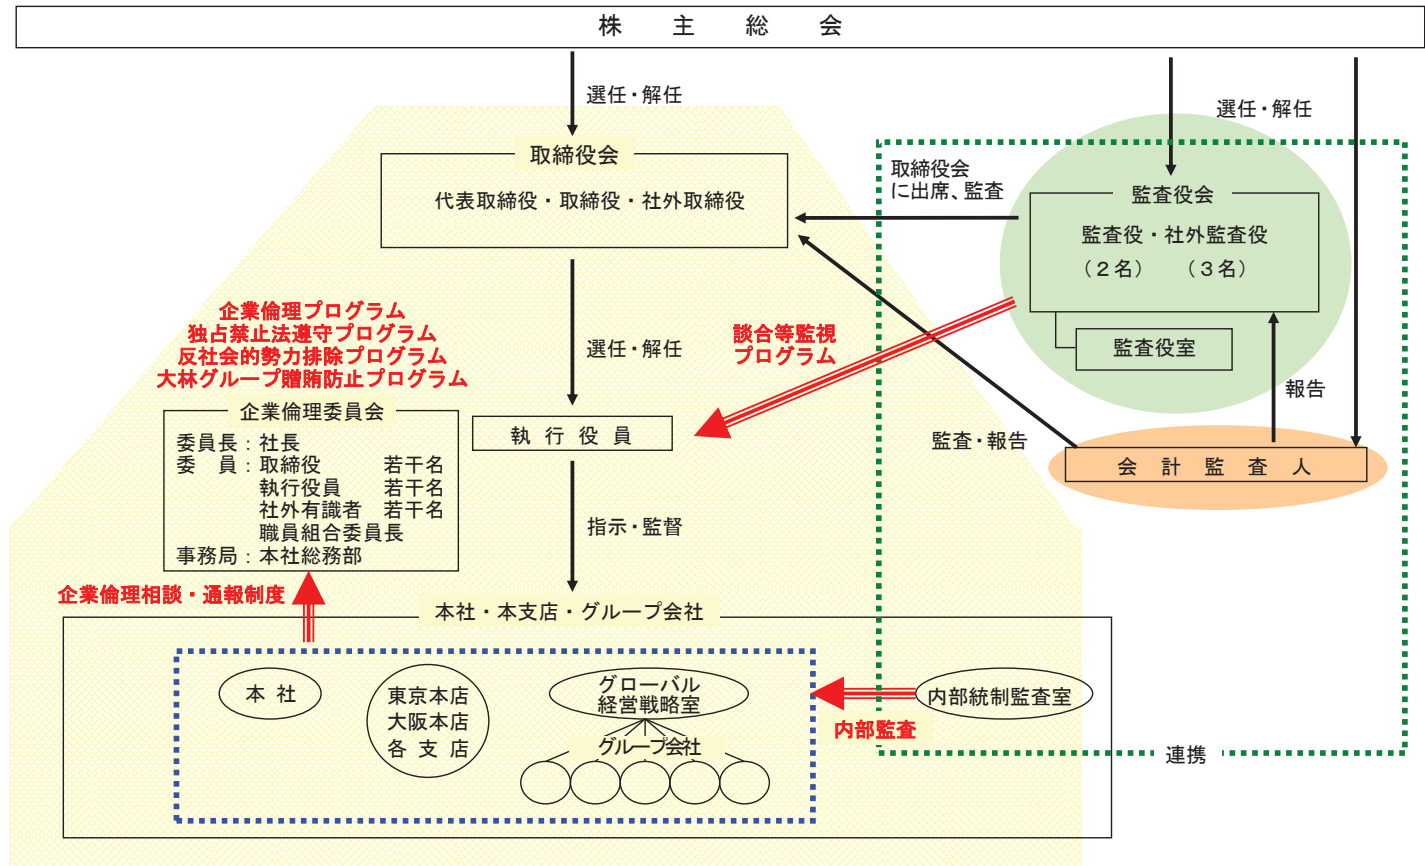 株主総会
選任・解任
選任・解任
取締役会
代表取締役・取締役・社外取締役
取締役会
に出席、監査
監査役会
監査役・社外監査役
（２名）　（３名）
監査役室
企業倫理プログラム
独占禁止法遵守プログラム
反社会的勢力排除プログラム
大林グループ贈賄防止プログラム
選任・解任
談合等監視
プログラム
報告
企業倫理委員会
委員長：社長
委　員：取締役　若干名
執行役員　若干名
社外有識者　若干名
職員組合委員長
事務局：本社総務部
執行役員
監査・報告
会計監査人
指示・監督
企業倫理相談・通報制度
本社・本支店・グループ会社
本社
東京本店
大阪本店
各支店
グローバル
経営戦略室
グループ会社
内部統制監査室
内部監査
連携